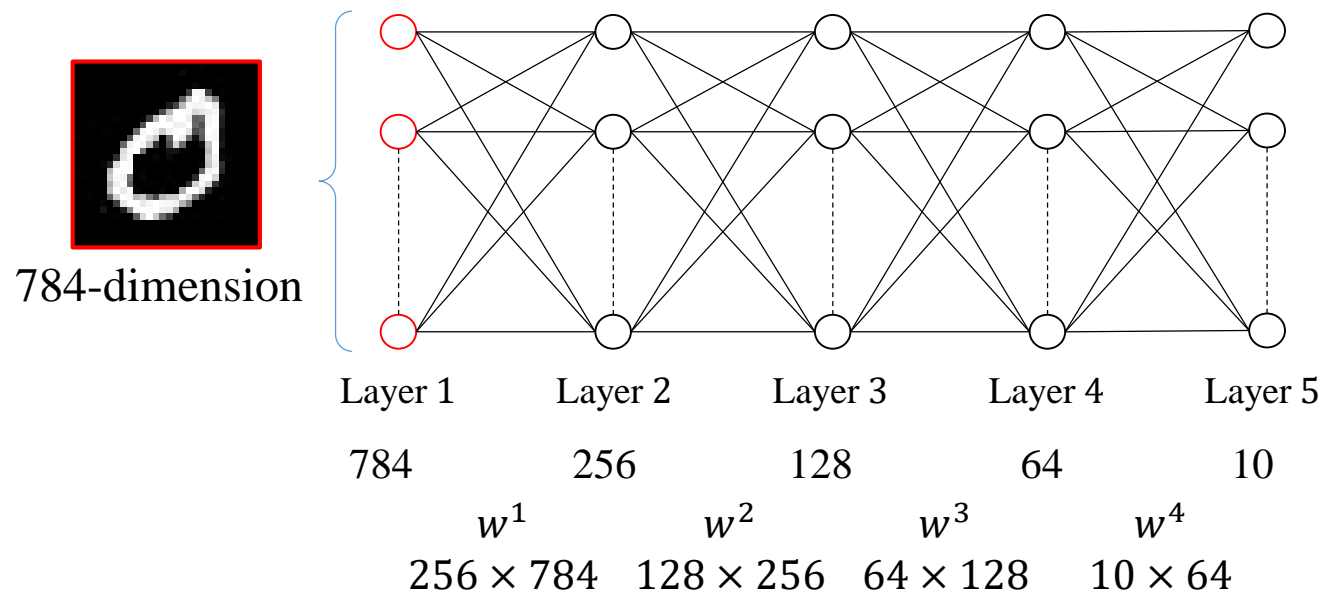 784-dimension
Layer 1 Layer 2 Layer 3 Layer 4 Layer 5
784 256 128 64 10
w¹ w² w³ w⁴
256 × 784 128 × 256 64 × 128 10 × 64